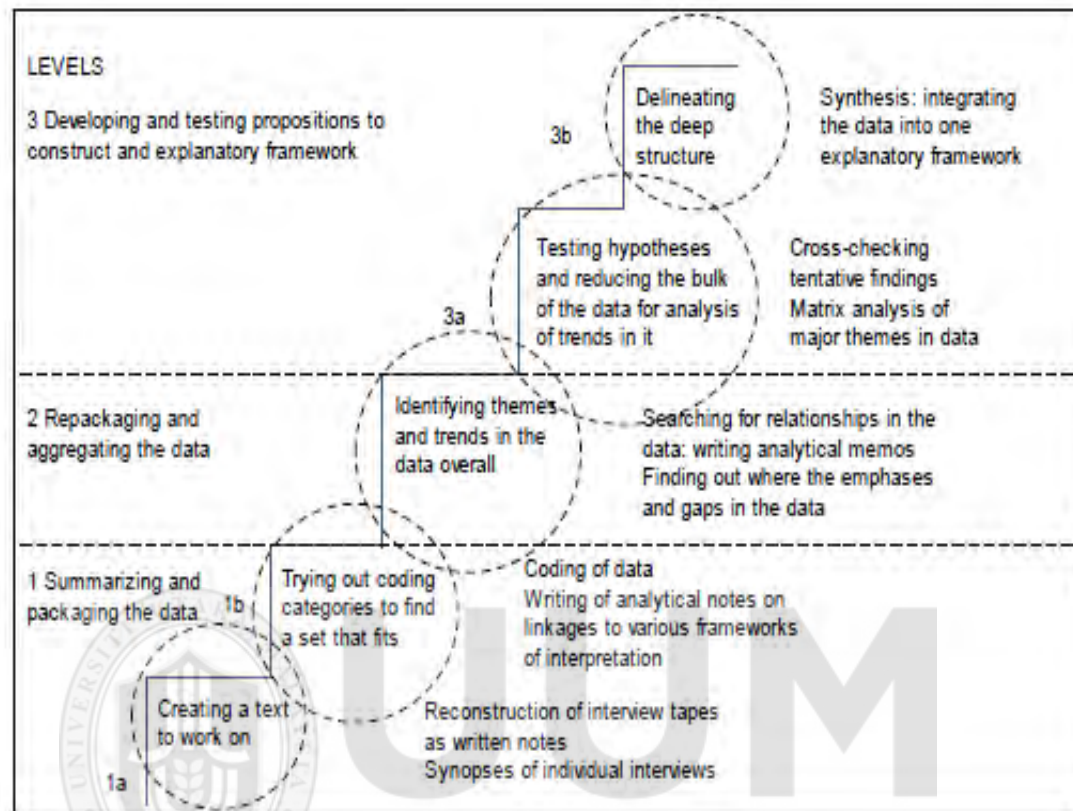 LEVELS
3 Developing and testing propositions to
construct and explanatory framework
3b
Delineating
the deep
structure
Synthesis: integrating
the data into one
explanatory framework
3a
Testing hypotheses
and reducing the bulk
of the data for analysis
of trends in it
Cross-checking
tentative findings
Matrix analysis of
major themes in data
2 Repackaging and
aggregating the data
Identifying themes
and trends in the
data overall
Searching for relationships in the
data: writing analytical memos
Finding out where the emphases
and gaps in the data
1 Summarizing and
packaging the data
1b
Trying out coding
categories to find
a set that fits
Coding of data
Writing of analytical notes on
linkages to various frameworks
of interpretation
1a
Creating a text
to work on
Reconstruction of interview tapes
as written notes
Synopses of individual interviews
UUM